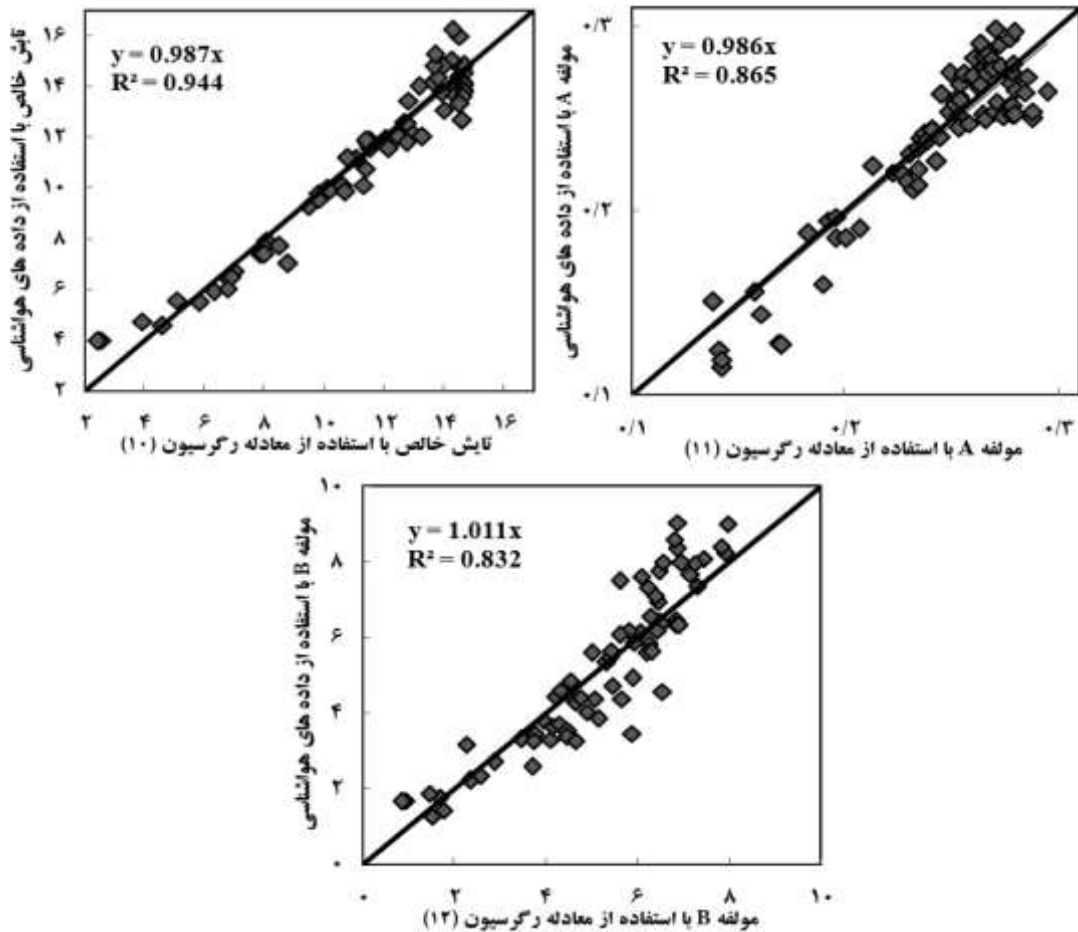 y = 0.987x
R² = 0.944
تابش خالص با استفاده از داده های هواشناسی
۱۶
۱۴
۱۲
۱۰
۸
۶
۴
۲
۲ ۴ ۶ ۸ ۱۰ ۱۲ ۱۴ ۱۶
تابش خالص با استفاده از معادله رگرسیون (۱۰)
y = 0.986x
R² = 0.865
مولفه A با استفاده از داده های هواشناسی
۰/۳
۰/۲
۰/۱
۰/۱ ۰/۲ ۰/۳
مولفه A با استفاده از معادله رگرسیون (۱۱)
y = 1.011x
R² = 0.832
مولفه B با استفاده از داده های هواشناسی
۱۰
۸
۶
۴
۲
۰
۰ ۲ ۴ ۶ ۸ ۱۰
مولفه B با استفاده از معادله رگرسیون (۱۲)